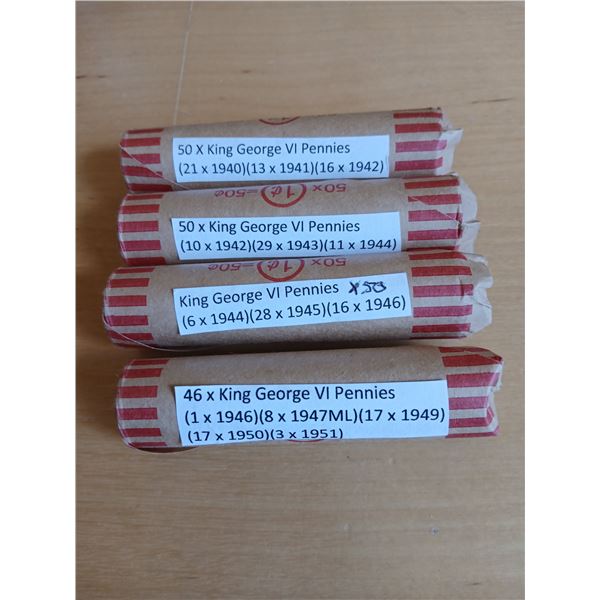 50 X King George VI Pennies
(21 x 1940)(13 x 1941)(16 x 1942)
50 x 1¢ =50¢
50 x King George VI Pennies
(10 x 1942)(29 x 1943)(11 x 1944)
50 x 1¢ =50¢
King George VI Pennies x50
(6 x 1944)(28 x 1945)(16 x 1946)
46 x King George VI Pennies
(1 x 1946)(8 x 1947ML)(17 x 1949)
(17 x 1950)(3 x 1951)